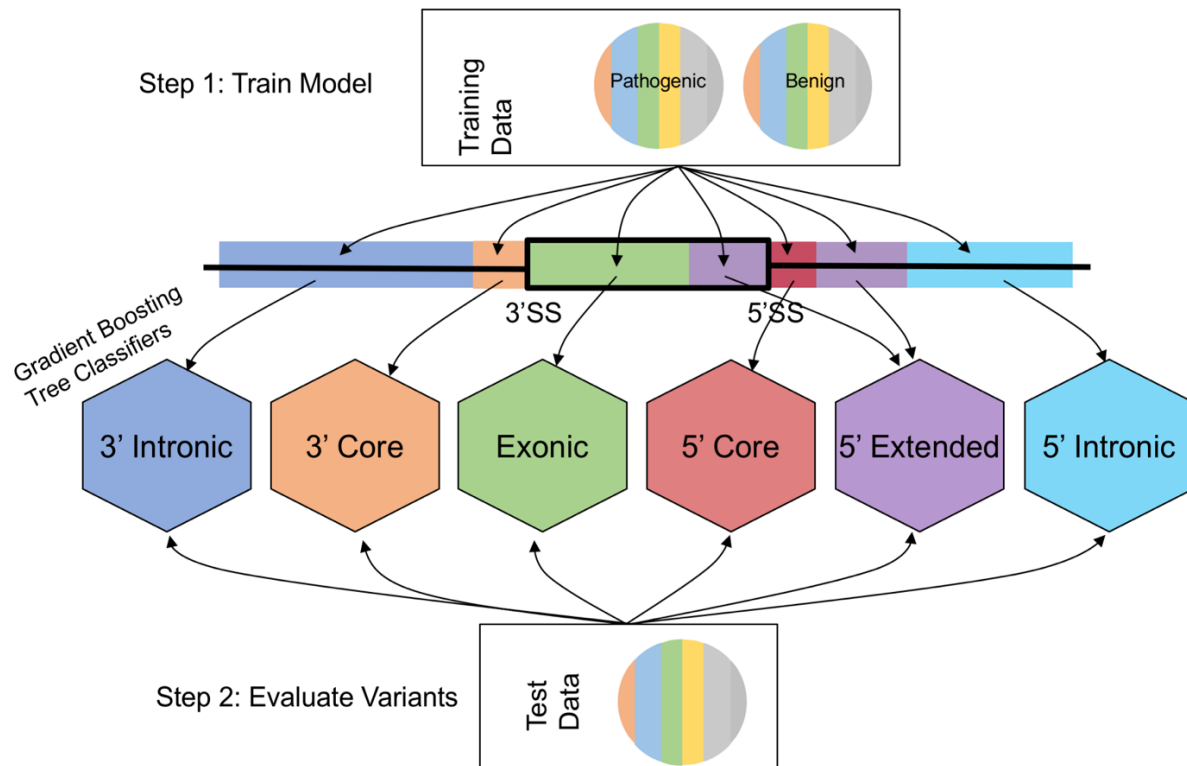 Step 1: Train Model
Training
Data
Pathogenic
Benign
3'SS
5'SS
Gradient Boosting
Tree Classifiers
3’ Intronic
3’ Core
Exonic
5’ Core
5’ Extended
5’ Intronic
Step 2: Evaluate Variants
Test
Data